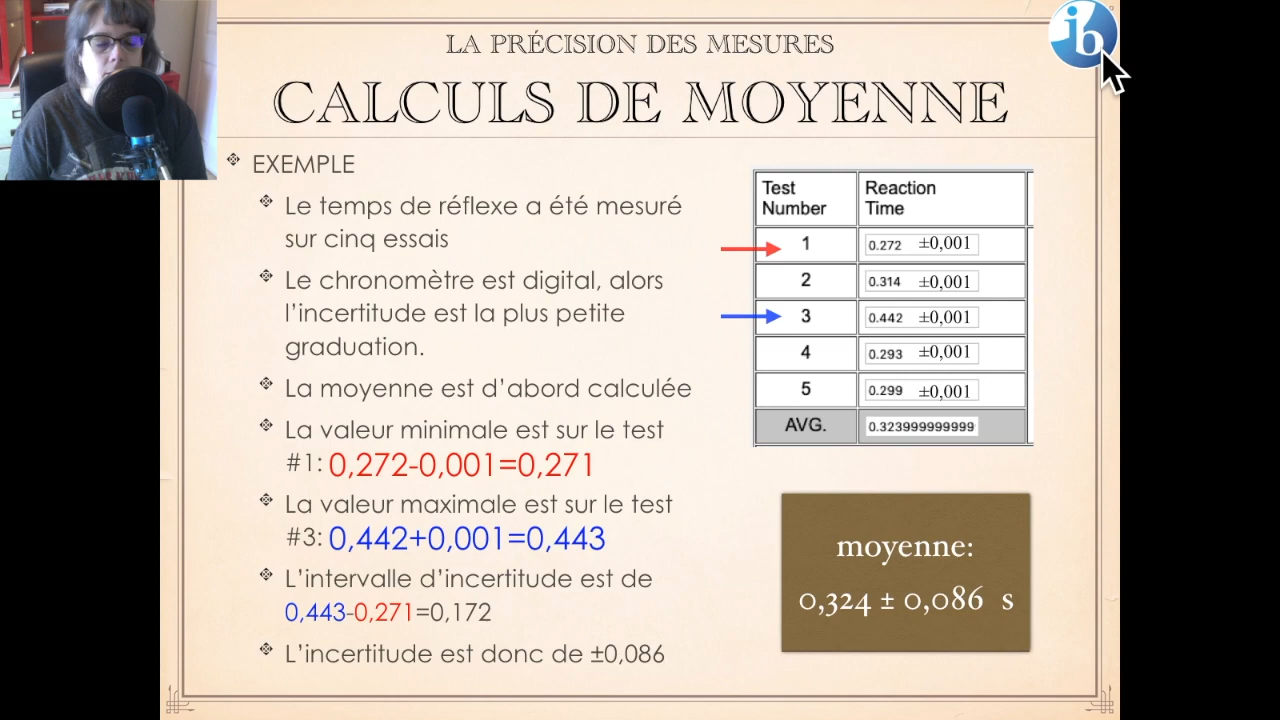 LA PRÉCISION DES MESURES
CALCULS DE MOYENNE
ib
EXEMPLE
Le temps de réflexe a été mesuré
sur cinq essais
Le chronomètre est digital, alors
l'incertitude est la plus petite
graduation.
La moyenne est d'abord calculée
La valeur minimale est sur le test
#1: 0,272-0,001=0,271
La valeur maximale est sur le test
#3: 0,442+0,001=0,443
L'intervalle d'incertitude est de
0,443-0,271=0,172
L'incertitude est donc de ±0,086
Test Number Reaction Time
1 0.272 ±0,001
2 0.314 ±0,001
3 0.442 ±0,001
4 0.293 ±0,001
5 0.299 ±0,001
AVG. 0.323999999999
moyenne:
0,324 ± 0,086 s